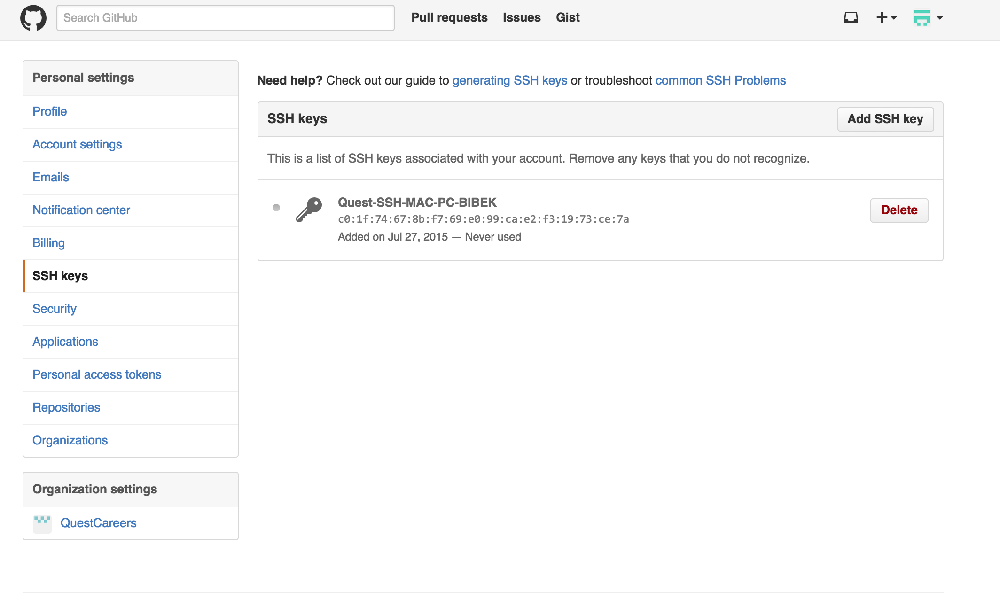 Search GitHub
Pull requests
Issues
Gist
Personal settings
Profile
Account settings
Emails
Notification center
Billing
SSH keys
Security
Applications
Personal access tokens
Repositories
Organizations
Organization settings
QuestCareers
Need help? Check out our guide to generating SSH keys or troubleshoot common SSH Problems
SSH keys
Add SSH key
This is a list of SSH keys associated with your account. Remove any keys that you do not recognize.
Quest-SSH-MAC-PC-BIBEK
c0:1f:74:67:8b:f7:69:e0:99:ca:e2:f3:19:73:ce:7a
Added on Jul 27, 2015 — Never used
Delete